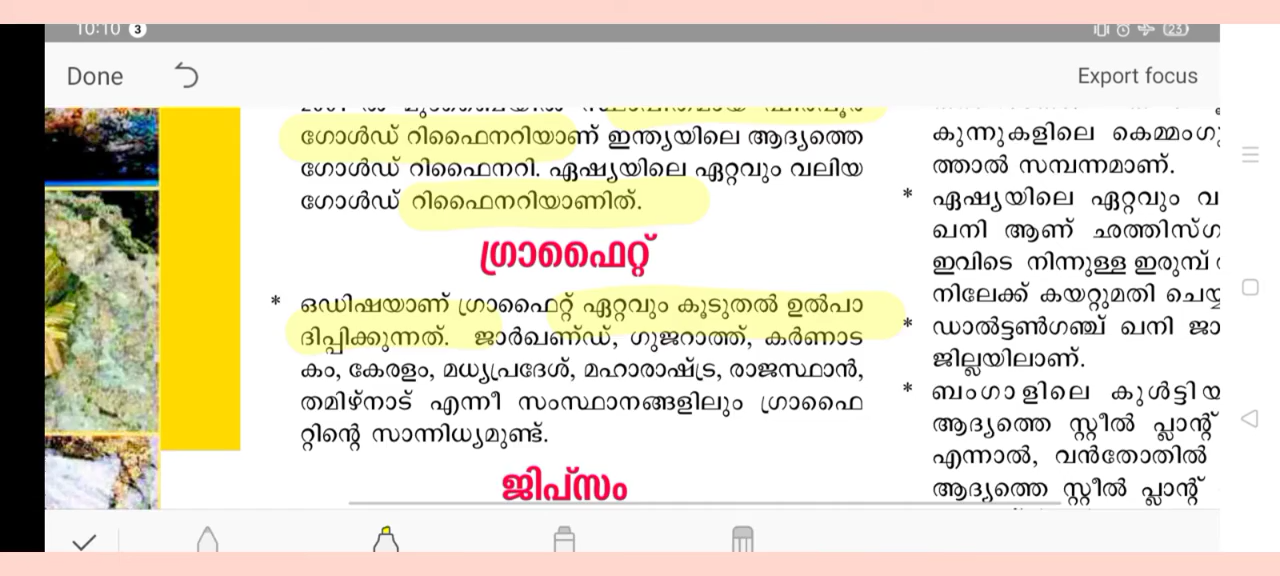 10:10 3
23
Done
Export focus
ഗോൾഡ് റിഫൈനറിയാണ് ഇന്ത്യയിലെ ആദ്യത്തെ
ഗോൾഡ് റിഫൈനറി. ഏഷ്യയിലെ ഏറ്റവും വലിയ
ഗോൾഡ് റിഫൈനറിയാണിത്.
ഗ്രാഫൈറ്റ്
* ഒഡിഷയാണ് ഗ്രാഫൈറ്റ് ഏറ്റവും കൂടുതൽ ഉൽപാ
ദിപ്പിക്കുന്നത്. ജാർഖണ്ഡ്, ഗുജറാത്ത്, കർണാട
കം, കേരളം, മധ്യപ്രദേശ്, മഹാരാഷ്ട്ര, രാജസ്ഥാൻ,
തമിഴ്നാട് എന്നീ സംസ്ഥാനങ്ങളിലും ഗ്രാഫൈ
റ്റിന്റെ സാന്നിധ്യമുണ്ട്.
ജിപ്സം
കുന്നുകളിലെ
ത്താൽ സമ്പന്നമാണ്.
* ഏഷ്യയിലെ ഏറ്റവും
ഖനി ആണ്
ഇവിടെ നിന്നുള്ള ഇരുമ്പ്
നിലേക്ക് കയറ്റുമതി
* ഡാൽട്ടൺഗഞ്ച് ഖനി
ജില്ലയിലാണ്.
* ബംഗാളിലെ
ആദ്യത്തെ സ്റ്റീൽ പ്ലാന്റ്
എന്നാൽ, വൻതോതിൽ
ആദ്യത്തെ സ്റ്റീൽ പ്ലാന്റ്